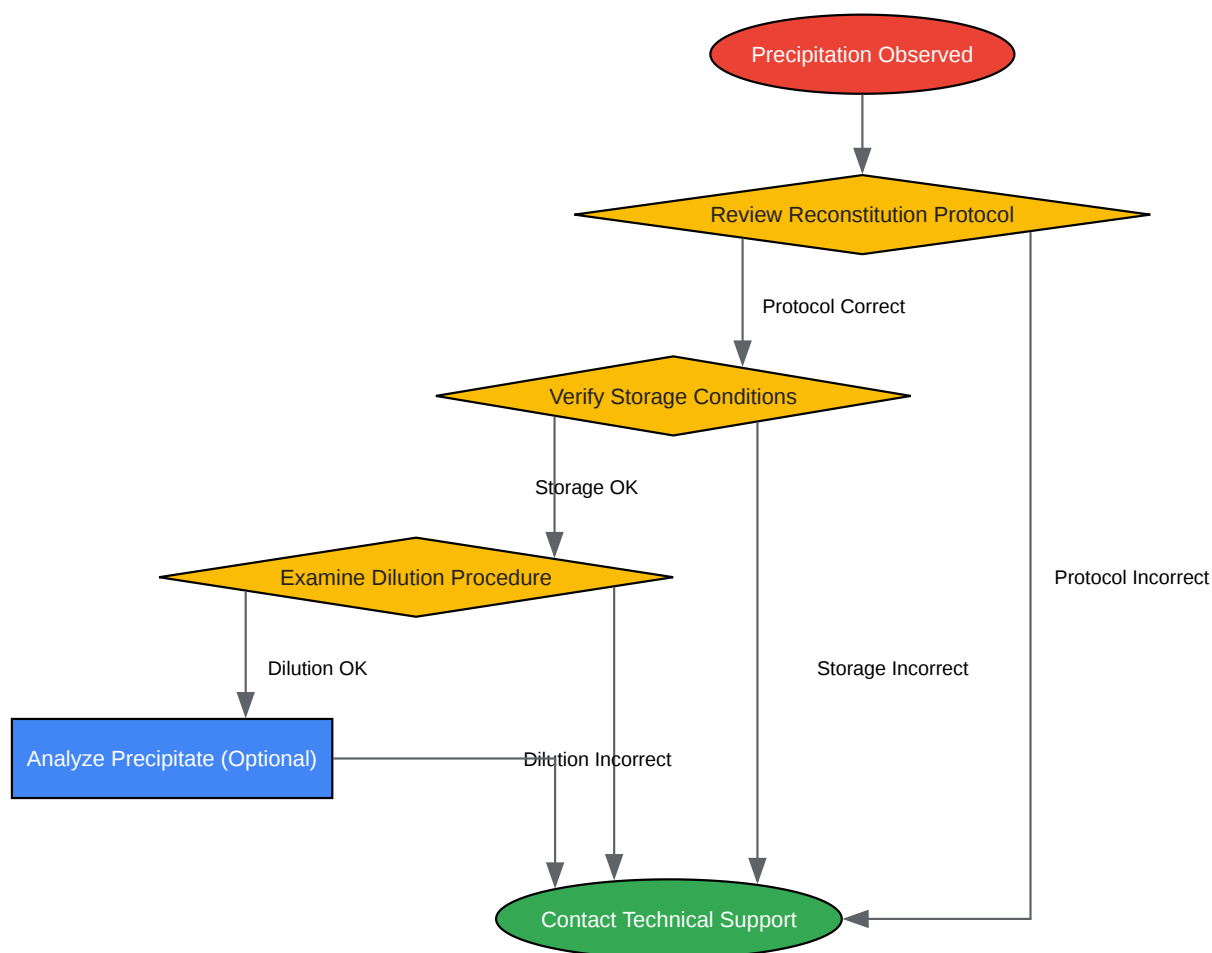 Precipitation Observed
Review Reconstitution Protocol
Protocol Correct
Verify Storage Conditions
Storage OK
Examine Dilution Procedure
Protocol Incorrect
Dilution OK
Storage Incorrect
Analyze Precipitate (Optional)
Dilution Incorrect
Contact Technical Support